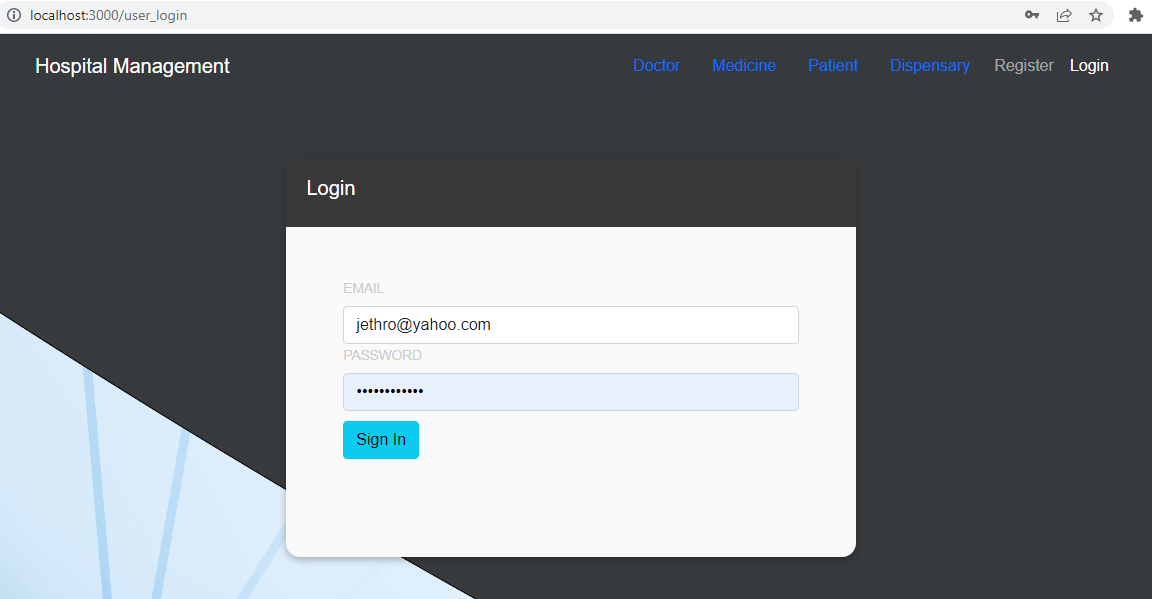 localhost:3000/user_login
Hospital Management Doctor Medicine Patient Dispensary Register Login
Login
EMAIL
jethro@yahoo.com
PASSWORD
••••••••••••
Sign In